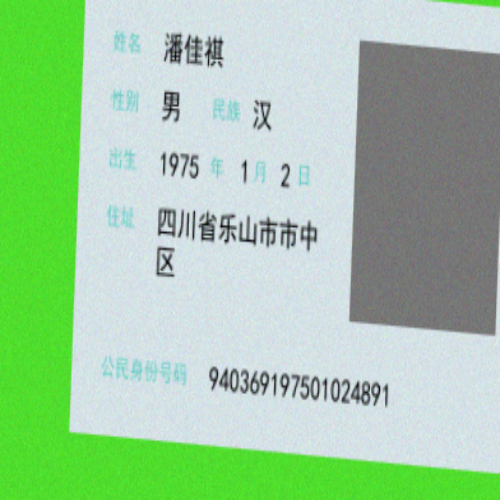 姓名 潘佳祺
性别 男 民族 汉
出生 1975 年 1 月 2 日
住址 四川省乐山市市中
区
公民身份号码 940369197501024891